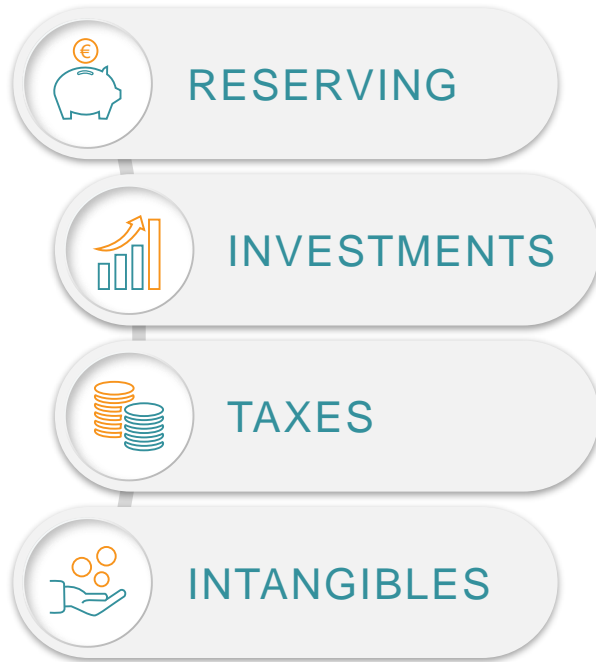 €
RESERVING
INVESTMENTS
TAXES
INTANGIBLES